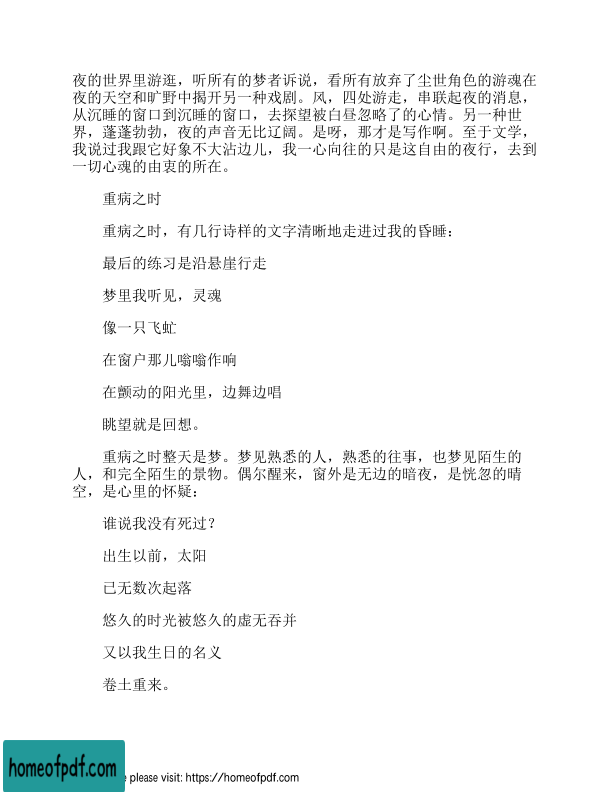 夜的世界里游逛，听所有的梦者诉说，看所有放弃了尘世角色的游魂在
夜的天空和旷野中揭开另一种戏剧。风，四处游走，串联起夜的消息，
从沉睡的窗口到沉睡的窗口，去探望被白昼忽略了的心情。另一种世
界，蓬蓬勃勃，夜的声音无比辽阔。是呀，那才是写作啊。至于文学，
我说过我跟它好象不大沾边儿，我一心向往的只是这自由的夜行，去到
一切心魂的由衷的所在。
重病之时
重病之时，有几行诗样的文字清晰地走进过我的昏睡：
最后的练习是沿悬崖行走
梦里我听见，灵魂
像一只飞虻
在窗户那儿嗡嗡作响
在颤动的阳光里，边舞边唱
眺望就是回想。
重病之时整天是梦。梦见熟悉的人，熟悉的往事，也梦见陌生的
人，和完全陌生的景物。偶尔醒来，窗外是无边的暗夜，是恍忽的晴
空，是心里的怀疑：
谁说我没有死过？
出生以前，太阳
已无数次起落
悠久的时光被悠久的虚无吞并
又以我生日的名义
卷土重来。
homeofpdf.com
e please visit: https://homeofpdf.com